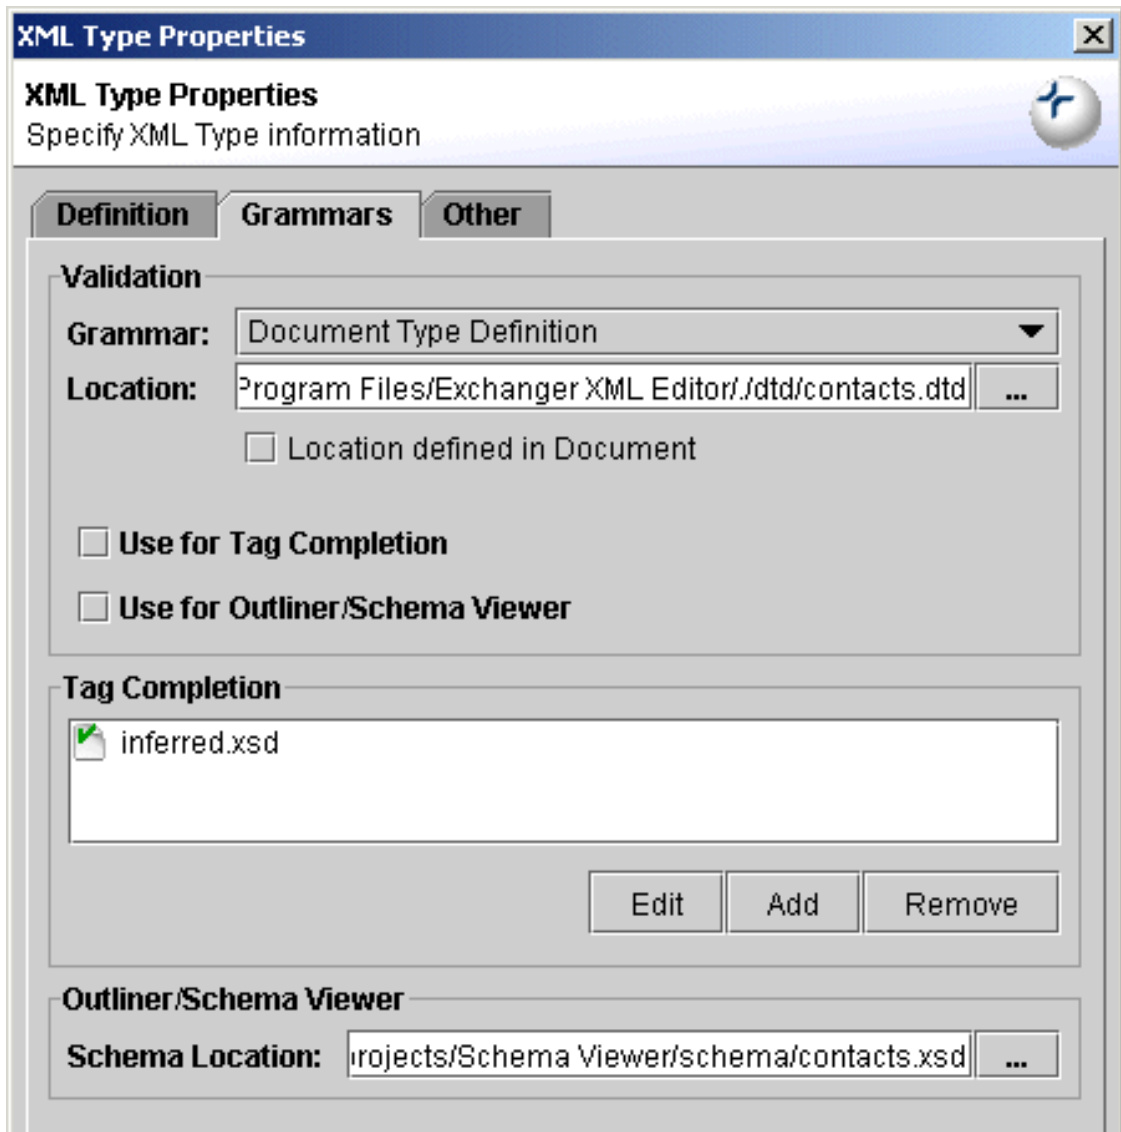 XML Type Properties
XML Type Properties
Specify XML Type information
Definition Grammars Other
Validation
Grammar: Document Type Definition
Location: Program Files/Exchanger XML Editor/./dtd/contacts.dtd ...
Location defined in Document
Use for Tag Completion
Use for Outliner/Schema Viewer
Tag Completion
inferred.xsd
Edit Add Remove
Outliner/Schema Viewer
Schema Location: rojects/Schema Viewer/schema/contacts.xsd ...